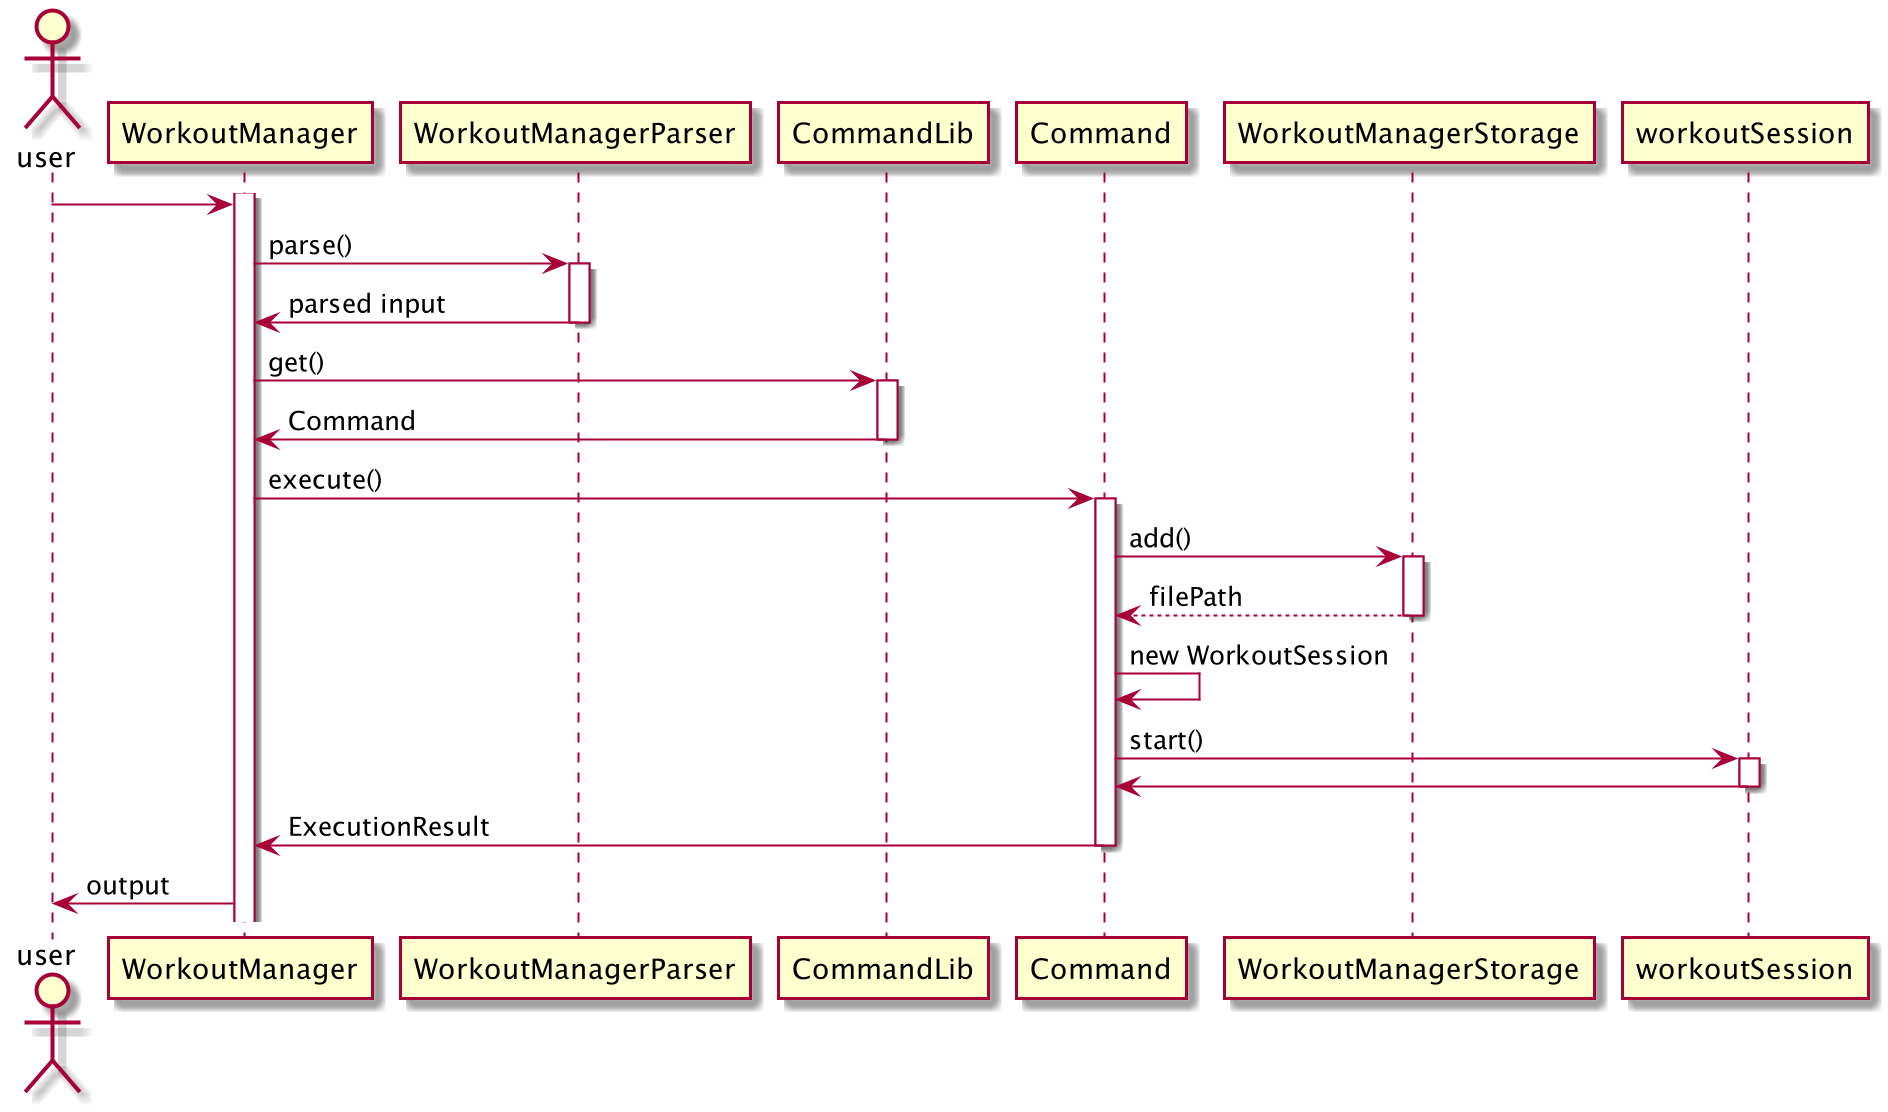 user
WorkoutManager
WorkoutManagerParser
CommandLib
Command
WorkoutManagerStorage
workoutSession
parse()
parsed input
get()
Command
execute()
add()
filePath
new WorkoutSession
start()
ExecutionResult
output
user
WorkoutManager
WorkoutManagerParser
CommandLib
Command
WorkoutManagerStorage
workoutSession